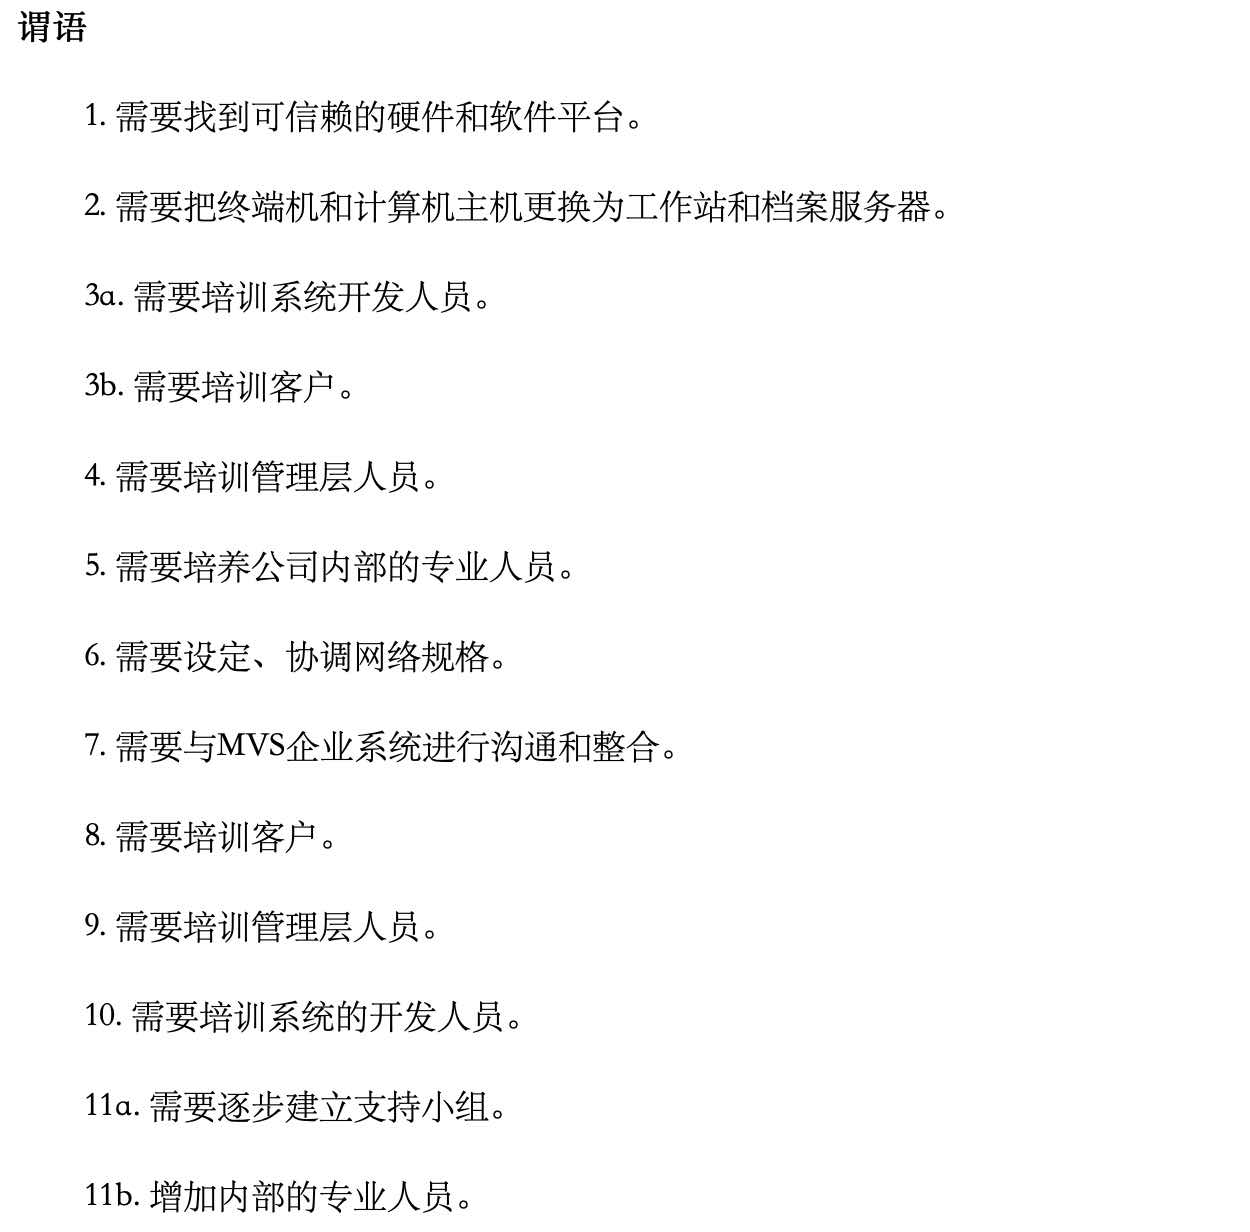 谓语
1. 需要找到可信赖的硬件和软件平台。
2. 需要把终端机和计算机主机更换为工作站和档案服务器。
3a. 需要培训系统开发人员。
3b. 需要培训客户。
4. 需要培训管理层人员。
5. 需要培养公司内部的专业人员。
6. 需要设定、协调网络规格。
7. 需要与MVS企业系统进行沟通和整合。
8. 需要培训客户。
9. 需要培训管理层人员。
10. 需要培训系统的开发人员。
11a. 需要逐步建立支持小组。
11b. 增加内部的专业人员。